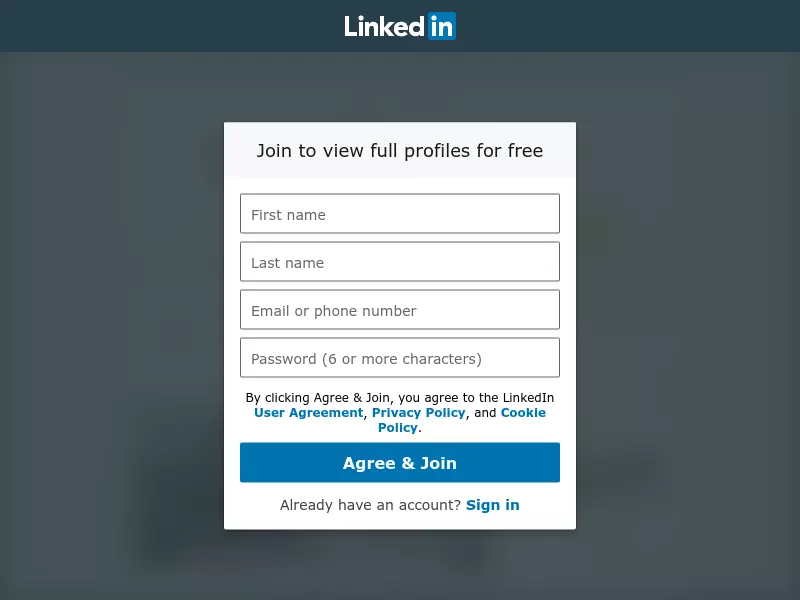 Linked in
Join to view full profiles for free
First name
Last name
Email or phone number
Password (6 or more characters)
By clicking Agree & Join, you agree to the LinkedIn
User Agreement, Privacy Policy, and Cookie
Policy.
Agree & Join
Already have an account? Sign in